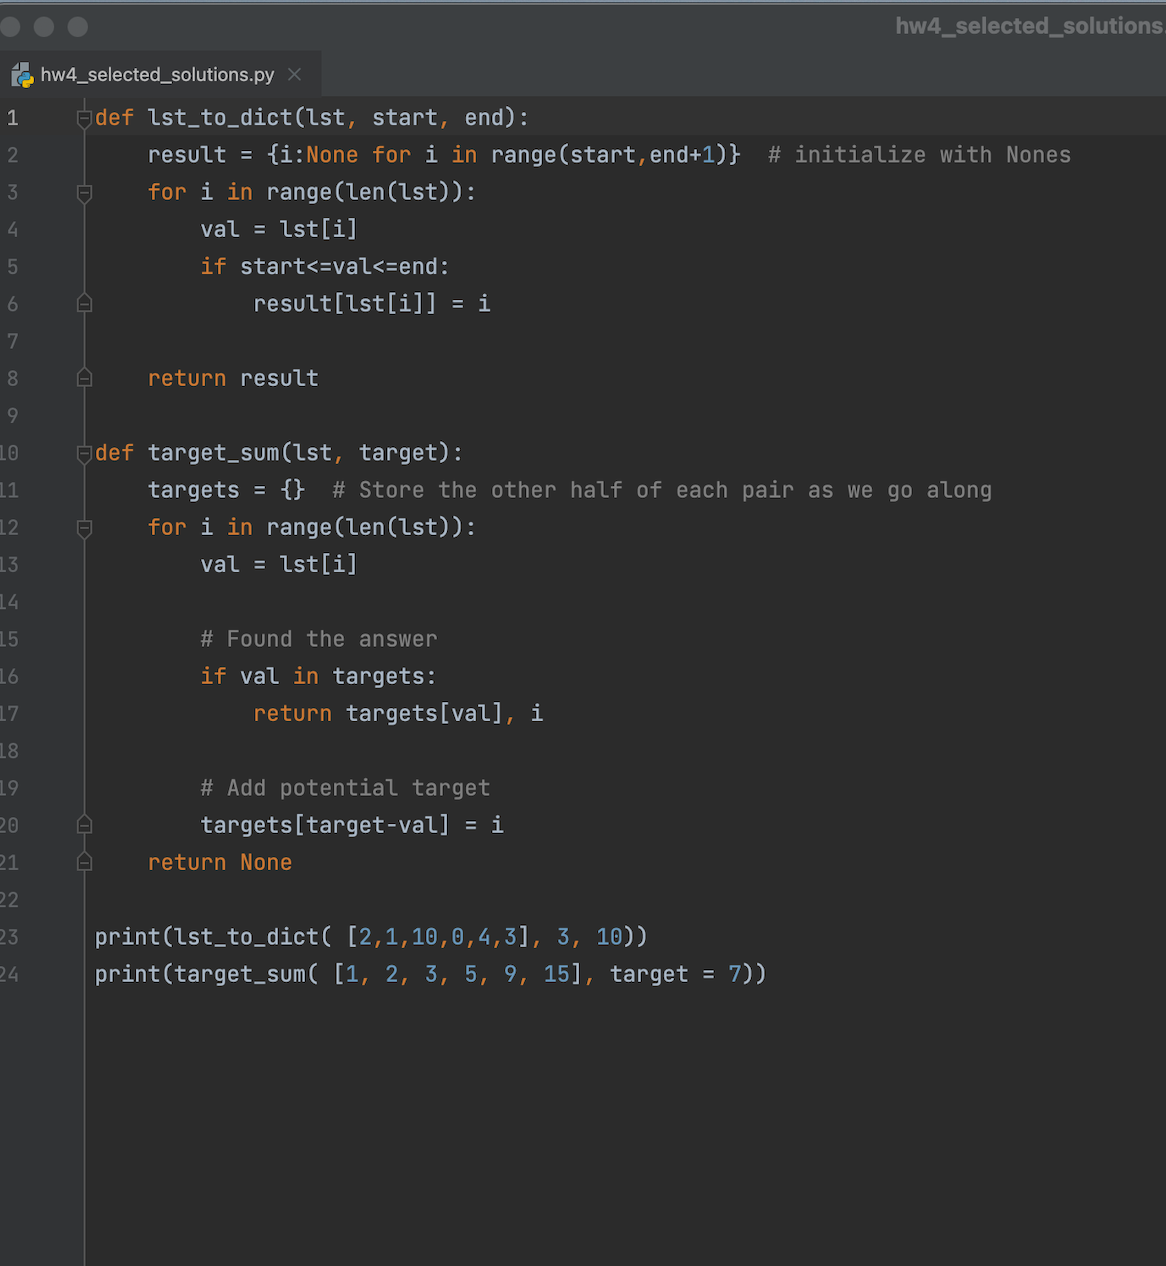 hw4_selected_solutions.
hw4_selected_solutions.py
1 def lst_to_dict(lst, start, end):
2     result = {i:None for i in range(start,end+1)}  # initialize with Nones
3     for i in range(len(lst)):
4         val = lst[i]
5         if start<=val<=end:
6             result[lst[i]] = i
7
8     return result
9
10 def target_sum(lst, target):
11     targets = {}  # Store the other half of each pair as we go along
12     for i in range(len(lst)):
13         val = lst[i]
14
15         # Found the answer
16         if val in targets:
17             return targets[val], i
18
19         # Add potential target
20         targets[target-val] = i
21     return None
22
23 print(lst_to_dict( [2,1,10,0,4,3], 3, 10))
24 print(target_sum( [1, 2, 3, 5, 9, 15], target = 7))